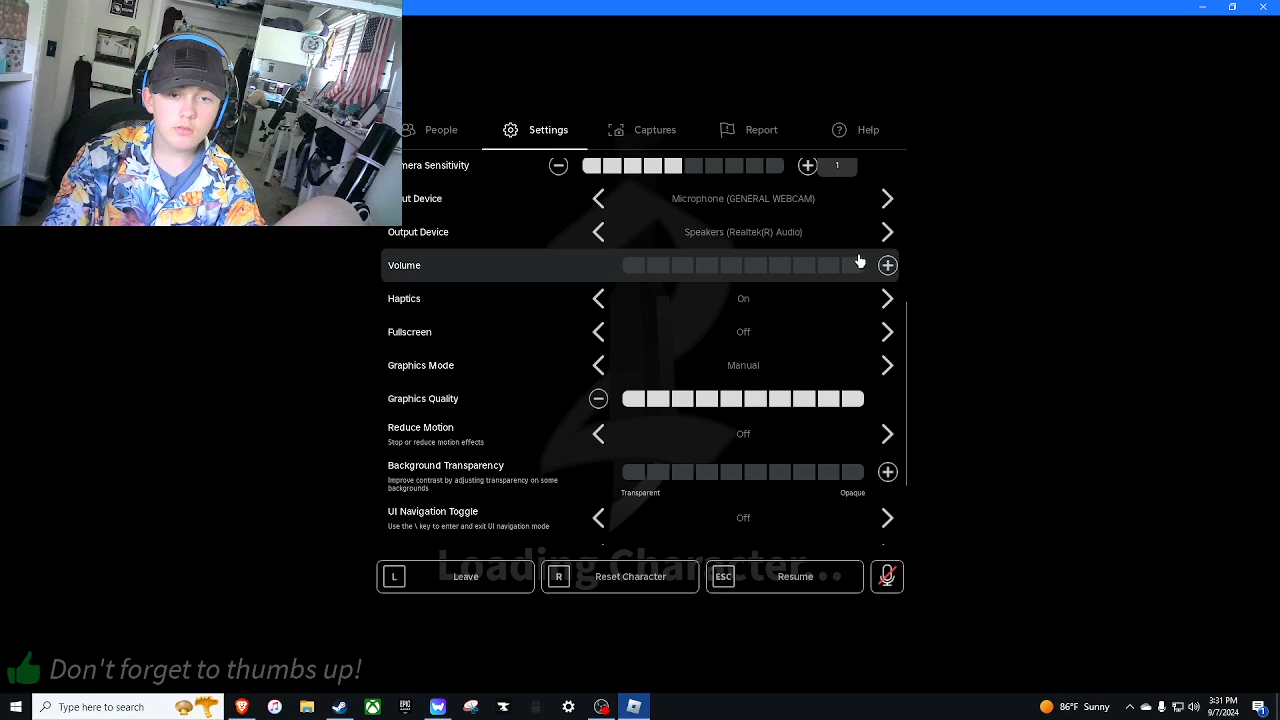 People
Settings
Captures
Report
Help
mera Sensitivity
1
ut Device
Microphone (GENERAL WEBCAM)
Output Device
Speakers (Realtek(R) Audio)
Volume
Haptics
On
Fullscreen
Off
Graphics Mode
Manual
Graphics Quality
Reduce Motion
Off
Stop or reduce motion effects
Background Transparency
Improve contrast by adjusting transparency on some
backgrounds
Transparent
Opaque
UI Navigation Toggle
Off
Use the \ key to enter and exit UI navigation mode
Loading Character...
L
Leave
R
Reset Character
ESC
Resume
Don't forget to thumbs up!
Type here to search
EPIC
86°F Sunny
3:31 PM
9/7/2024